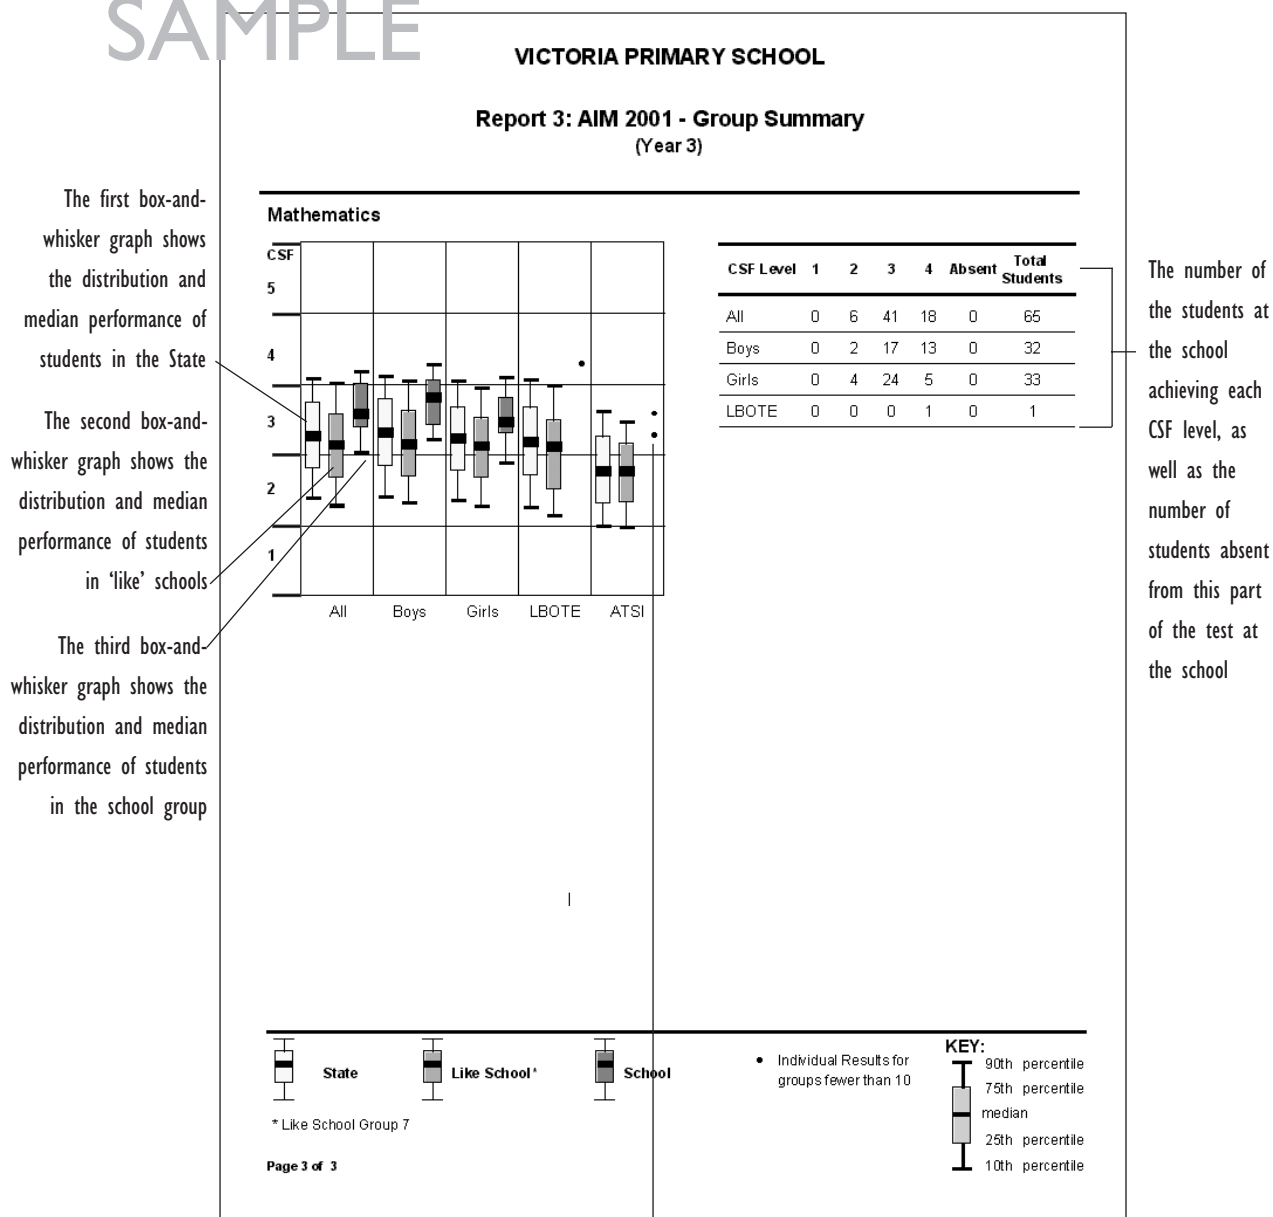 SAMPLE
VICTORIA PRIMARY SCHOOL
Report 3: AIM 2001 - Group Summary
(Year 3)
The first box-and-
whisker graph shows
the distribution and
median performance of
students in the State
The second box-and-
whisker graph shows the
distribution and median
performance of students
in ‘like’ schools
The third box-and-
whisker graph shows the
distribution and median
performance of students
in the school group
Mathematics
CSF
5
4
3
2
1
All Boys Girls LBOTE ATSI
CSF Level 1 2 3 4 Absent Total Students
All 0 6 41 18 0 65
Boys 0 2 17 13 0 32
Girls 0 4 24 5 0 33
LBOTE 0 0 0 1 0 1
The number of
the students at
the school
achieving each
CSF level, as
well as the
number of
students absent
from this part
of the test at
the school
State
Like School*
School
• Individual Results for
groups fewer than 10
KEY:
90th percentile
75th percentile
median
25th percentile
10th percentile
* Like School Group 7
Page 3 of 3